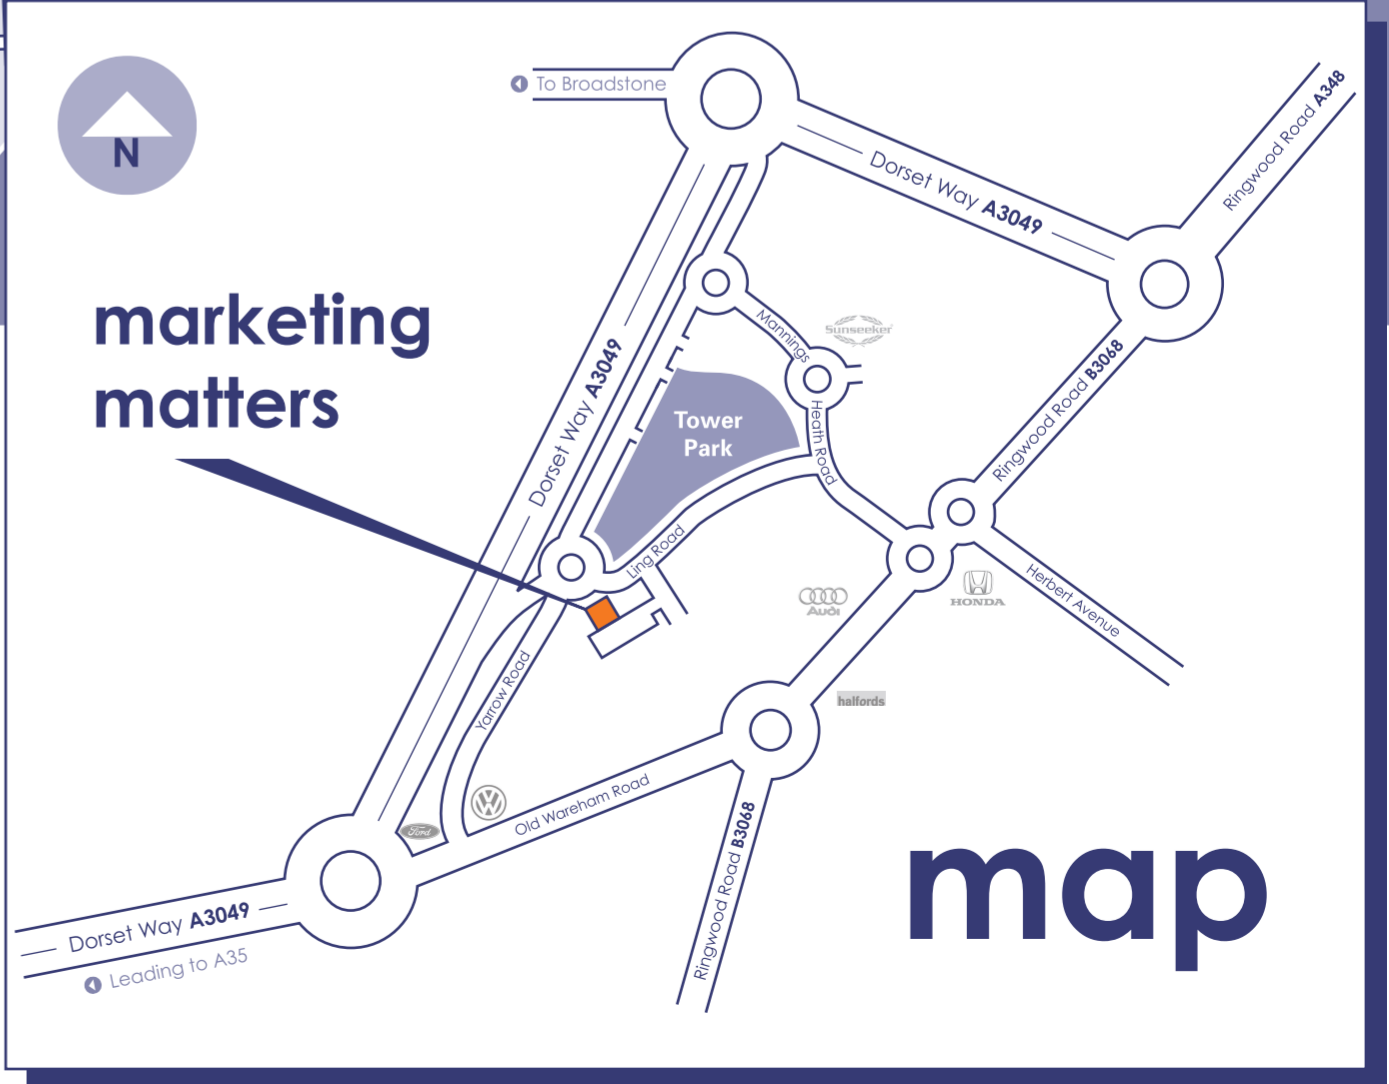 N
To Broadstone
Dorset Way A3049
Ringwood Road A348
marketing
matters
Dorset Way A3049
Mannings
Heath Road
Sunseeker
Tower
Park
Ringwood Road B3068
Ling Road
Audi
HONDA
Herbert Avenue
Yarrow Road
halfords
Ford
Old Wareham Road
Ringwood Road B3068
map
Dorset Way A3049
Leading to A35